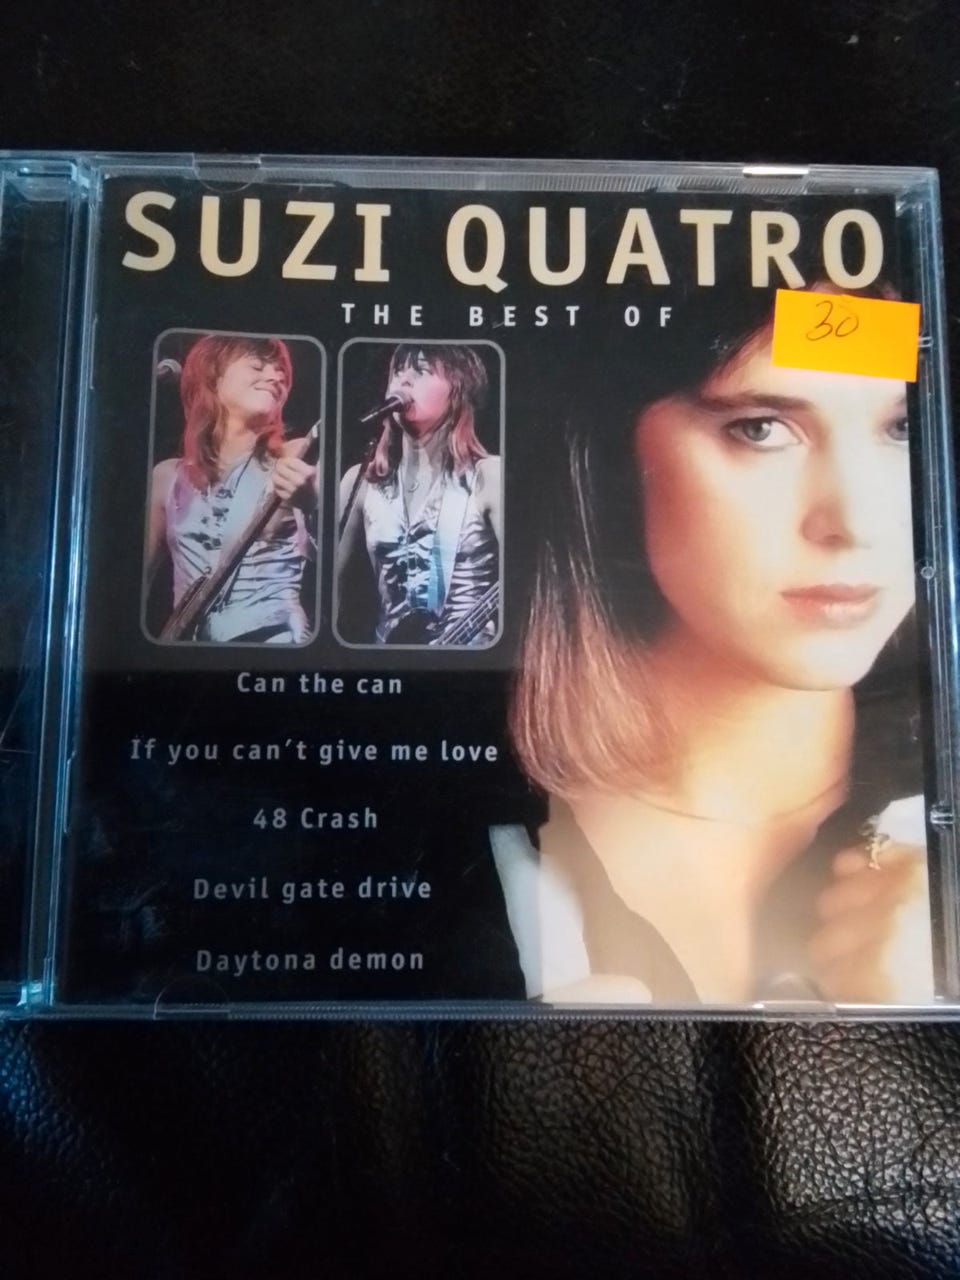 SUZI QUATRO
THE BEST OF
30
Can the can
If you can't give me love
48 Crash
Devil gate drive
Daytona demon